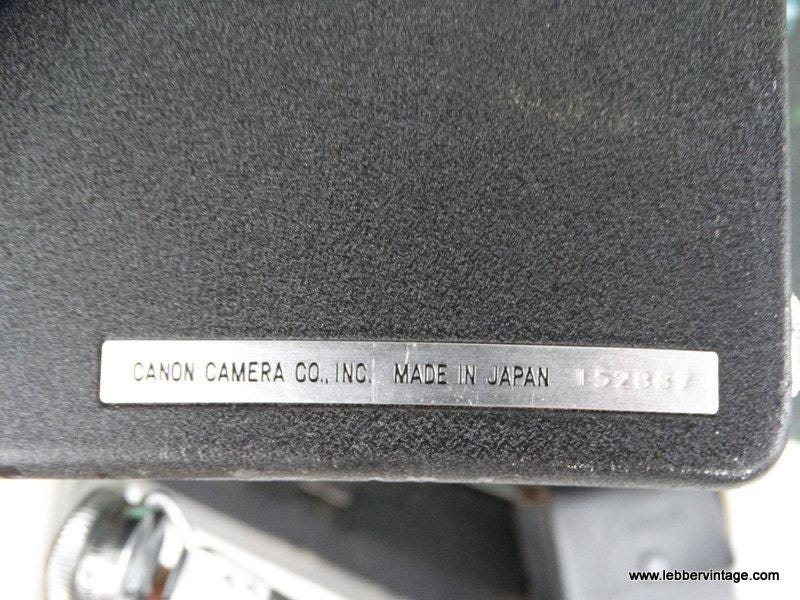 CANON CAMERA CO., INC. MADE IN JAPAN
www.lebbervintage.com